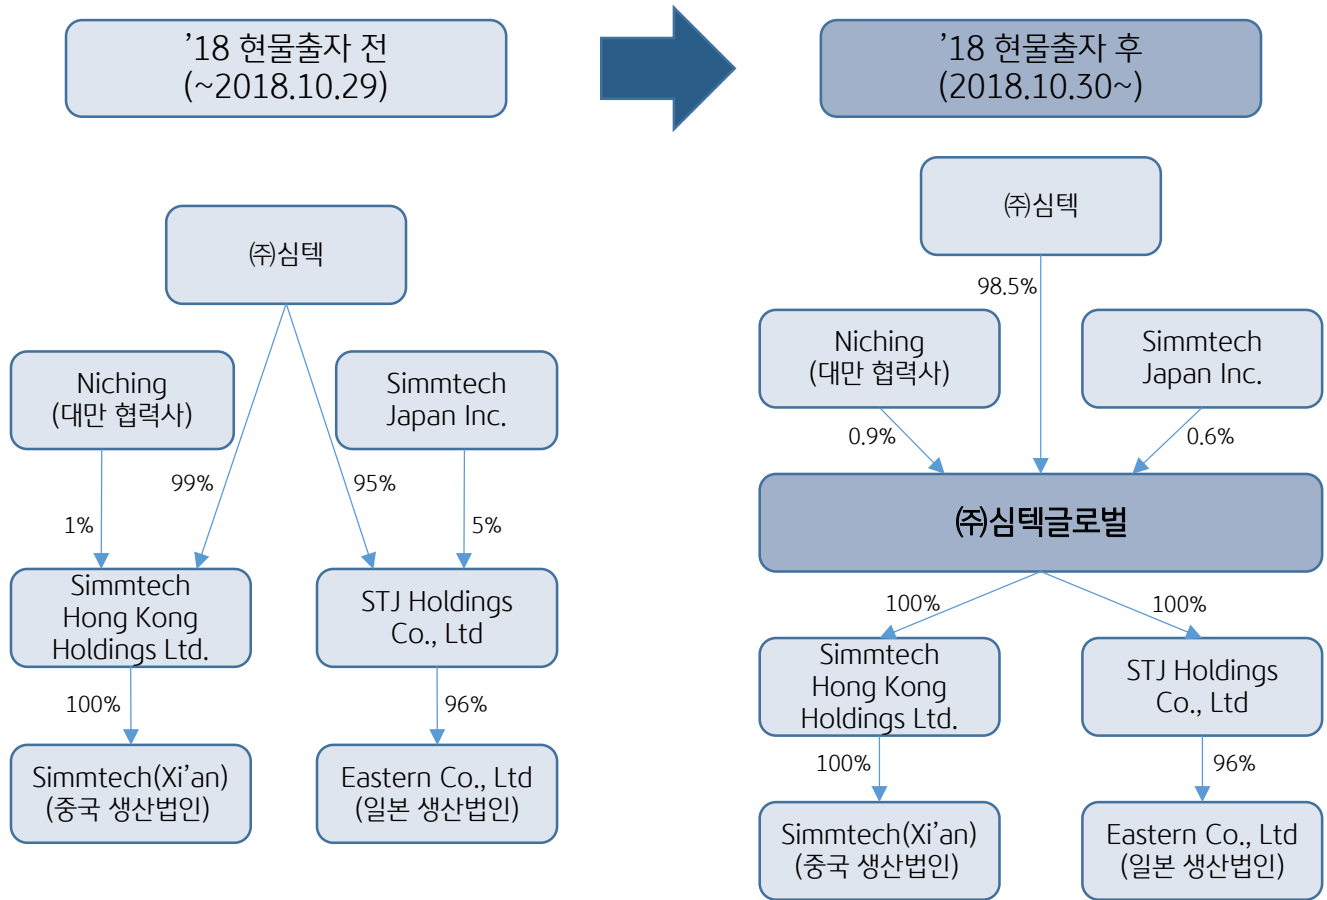 ’18 현물출자 전
(~2018.10.29)
’18 현물출자 후
(2018.10.30~)
㈜심텍
Niching
(대만 협력사)
Simmtech
Japan Inc.
99%
95%
1%
5%
Simmtech
Hong Kong
Holdings Ltd.
STJ Holdings
Co., Ltd
100%
96%
Simmtech(Xi’an)
(중국 생산법인)
Eastern Co., Ltd
(일본 생산법인)
㈜심텍
98.5%
Niching
(대만 협력사)
Simmtech
Japan Inc.
0.9%
0.6%
㈜심텍글로벌
100%
100%
Simmtech
Hong Kong
Holdings Ltd.
STJ Holdings
Co., Ltd
100%
96%
Simmtech(Xi’an)
(중국 생산법인)
Eastern Co., Ltd
(일본 생산법인)